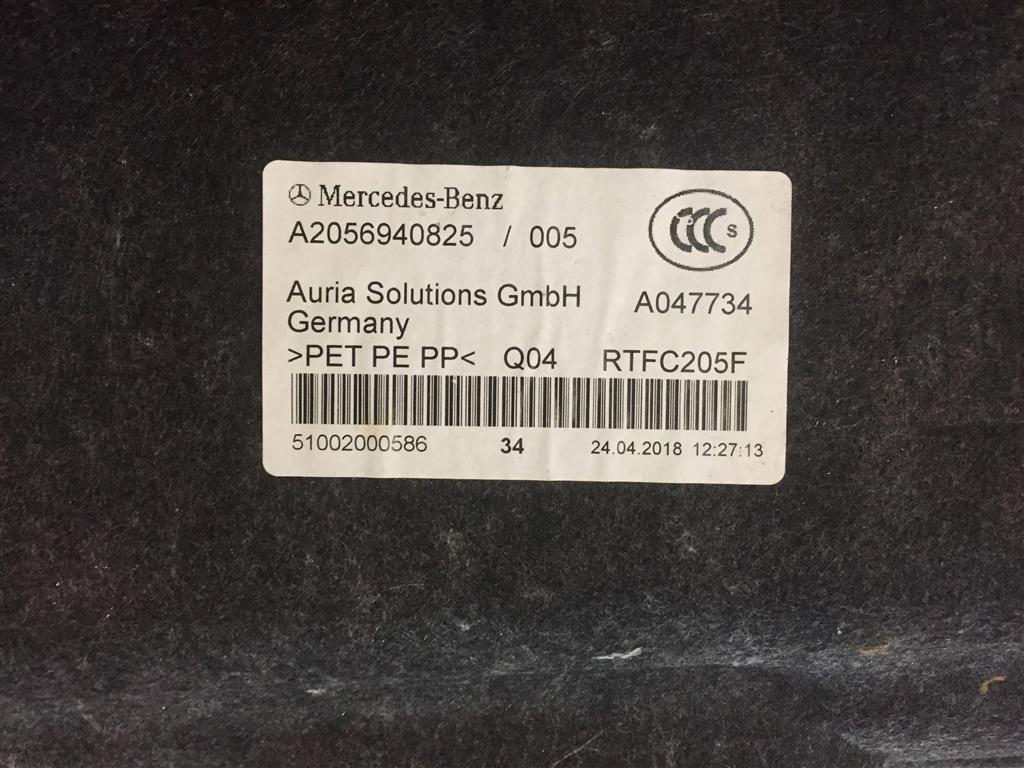 Mercedes-Benz
A2056940825 / 005
CCC S
Auria Solutions GmbH A047734
Germany
>PET PE PP< Q04 RTFC205F
51002000586 34 24.04.2018 12:27:13